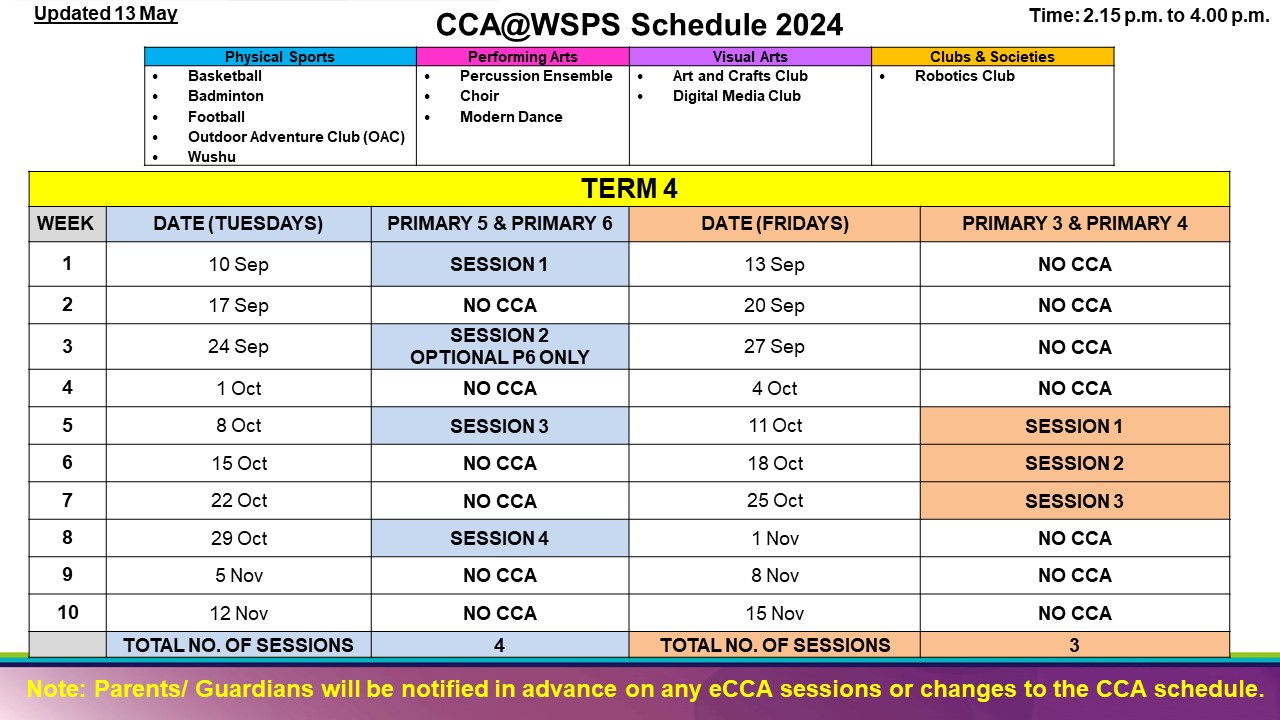 Updated 13 May
CCA@WSPS Schedule 2024
Time: 2.15 p.m. to 4.00 p.m.
Physical Sports Performing Arts Visual Arts Clubs & Societies
• Basketball • Percussion Ensemble • Art and Crafts Club • Robotics Club
• Badminton • Choir • Digital Media Club
• Football • Modern Dance
• Outdoor Adventure Club (OAC)
• Wushu
TERM 4
WEEK DATE (TUESDAYS) PRIMARY 5 & PRIMARY 6 DATE (FRIDAYS) PRIMARY 3 & PRIMARY 4
1 10 Sep SESSION 1 13 Sep NO CCA
2 17 Sep NO CCA 20 Sep NO CCA
3 24 Sep SESSION 2
OPTIONAL P6 ONLY 27 Sep NO CCA
4 1 Oct NO CCA 4 Oct NO CCA
5 8 Oct SESSION 3 11 Oct SESSION 1
6 15 Oct NO CCA 18 Oct SESSION 2
7 22 Oct NO CCA 25 Oct SESSION 3
8 29 Oct SESSION 4 1 Nov NO CCA
9 5 Nov NO CCA 8 Nov NO CCA
10 12 Nov NO CCA 15 Nov NO CCA
TOTAL NO. OF SESSIONS 4 TOTAL NO. OF SESSIONS 3
Note: Parents/ Guardians will be notified in advance on any eCCA sessions or changes to the CCA schedule.